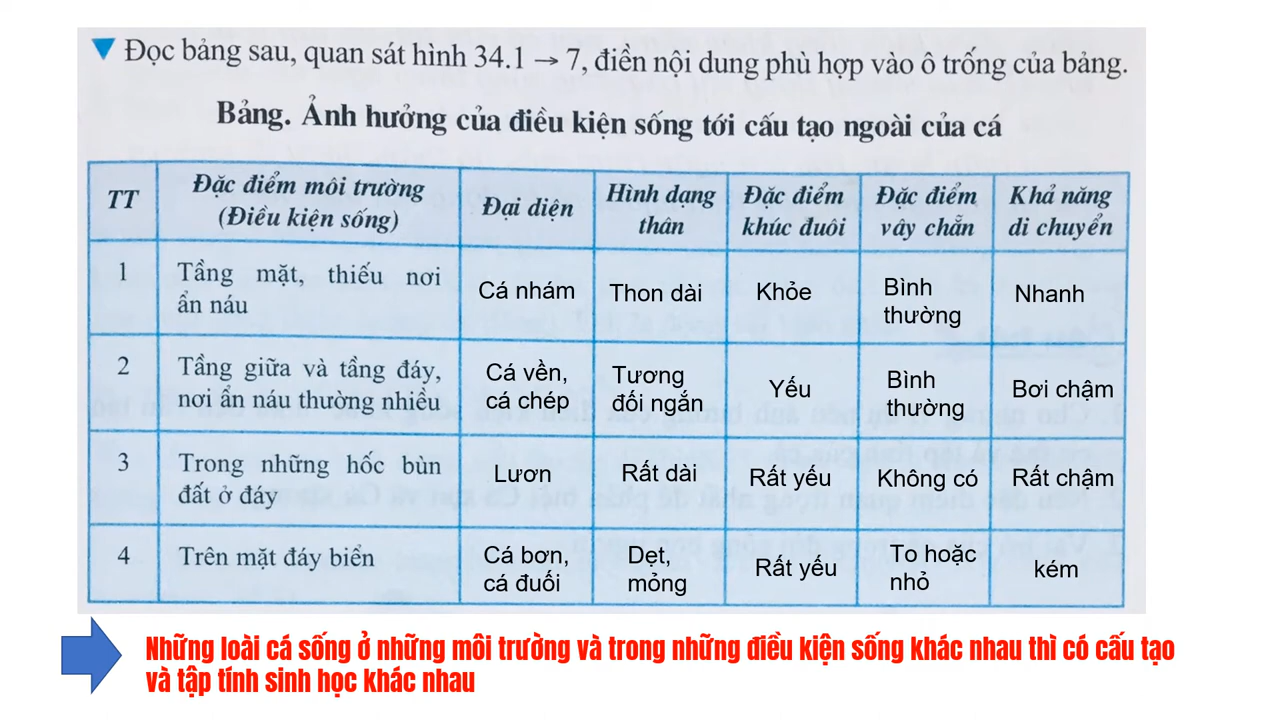 ▼ Đọc bảng sau, quan sát hình 34.1 → 7, điền nội dung phù hợp vào ô trống của bảng.
Bảng. Ảnh hưởng của điều kiện sống tới cấu tạo ngoài của cá
TT
Đặc điểm môi trường
(Điều kiện sống)
Đại diện
Hình dạng
thân
Đặc điểm
khúc đuôi
Đặc điểm
vây chẵn
Khả năng
di chuyển
1
Tầng mặt, thiếu nơi
ẩn náu
Cá nhám
Thon dài
Khỏe
Bình
thường
Nhanh
2
Tầng giữa và tầng đáy,
nơi ẩn náu thường nhiều
Cá vền,
cá chép
Tương
đối ngắn
Yếu
Bình
thường
Bơi chậm
3
Trong những hốc bùn
đất ở đáy
Lươn
Rất dài
Rất yếu
Không có
Rất chậm
4
Trên mặt đáy biển
Cá bơn,
cá đuối
Dẹt,
mỏng
Rất yếu
To hoặc
nhỏ
kém
Những loài cá sống ở những môi trường và trong những điều kiện sống khác nhau thì có cấu tạo
và tập tính sinh học khác nhau